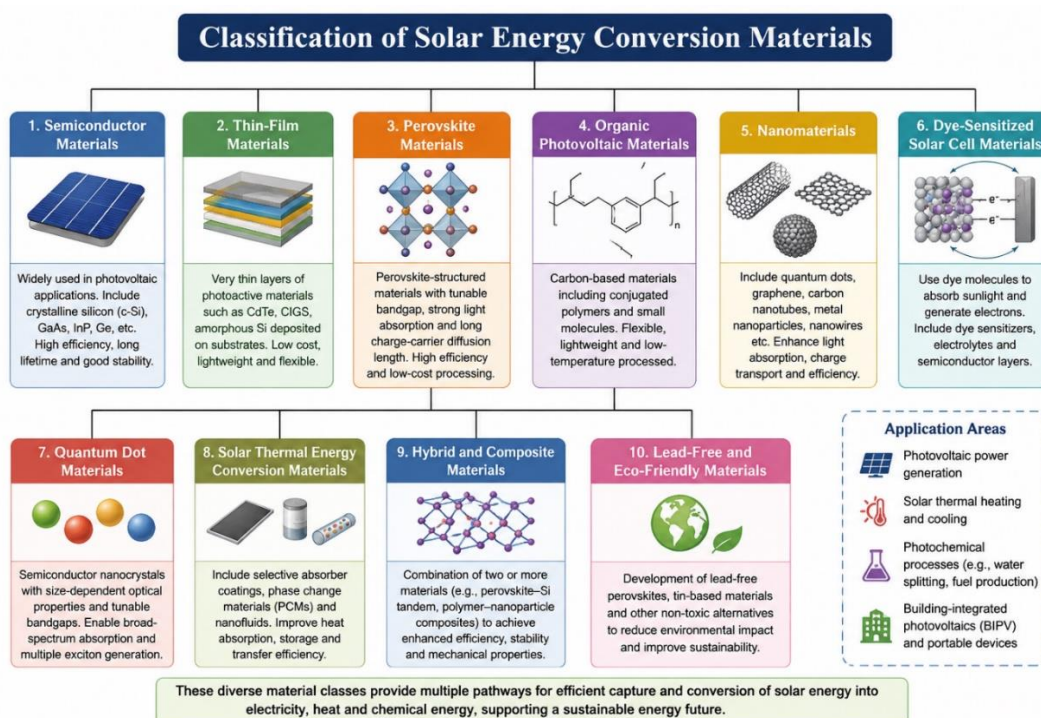 Classification of Solar Energy Conversion Materials
1. Semiconductor
Materials
Widely used in photovoltaic
applications. Include
crystalline silicon (c-Si),
GaAs, InP, Ge, etc.
High efficiency, long
lifetime and good stability.
2. Thin-Film
Materials
Very thin layers of
photoactive materials
such as CdTe, CIGS,
amorphous Si deposited
on substrates. Low cost,
lightweight and flexible.
3. Perovskite
Materials
Perovskite-structured
materials with tunable
bandgap, strong light
absorption and long
charge-carrier diffusion
length. High efficiency
and low-cost processing.
4. Organic
Photovoltaic Materials
n
Carbon-based materials
including conjugated
polymers and small
molecules. Flexible,
lightweight and low-
temperature processed.
5. Nanomaterials
Include quantum dots,
graphene, carbon
nanotubes, metal
nanoparticles, nanowires
etc. Enhance light
absorption, charge
transport and efficiency.
6. Dye-Sensitized
Solar Cell Materials
e⁻
e⁻
Use dye molecules to
absorb sunlight and
generate electrons.
Include dye sensitizers,
electrolytes and
semiconductor layers.
7. Quantum Dot
Materials
Semiconductor nanocrystals
with size-dependent optical
properties and tunable
bandgaps. Enable broad-
spectrum absorption and
multiple exciton generation.
8. Solar Thermal Energy
Conversion Materials
Include selective absorber
coatings, phase change
materials (PCMs) and
nanofluids. Improve heat
absorption, storage and
transfer efficiency.
9. Hybrid and Composite
Materials
Combination of two or more
materials (e.g., perovskite–Si
tandem, polymer–nanoparticle
composites) to achieve
enhanced efficiency, stability
and mechanical properties.
10. Lead-Free and
Eco-Friendly Materials
Development of lead-free
perovskites, tin-based materials
and other non-toxic alternatives
to reduce environmental impact
and improve sustainability.
Application Areas
Photovoltaic power
generation
Solar thermal heating
and cooling
Photochemical
processes (e.g., water
splitting, fuel production)
Building-integrated
photovoltaics (BIPV)
and portable devices
These diverse material classes provide multiple pathways for efficient capture and conversion of solar energy into
electricity, heat and chemical energy, supporting a sustainable energy future.